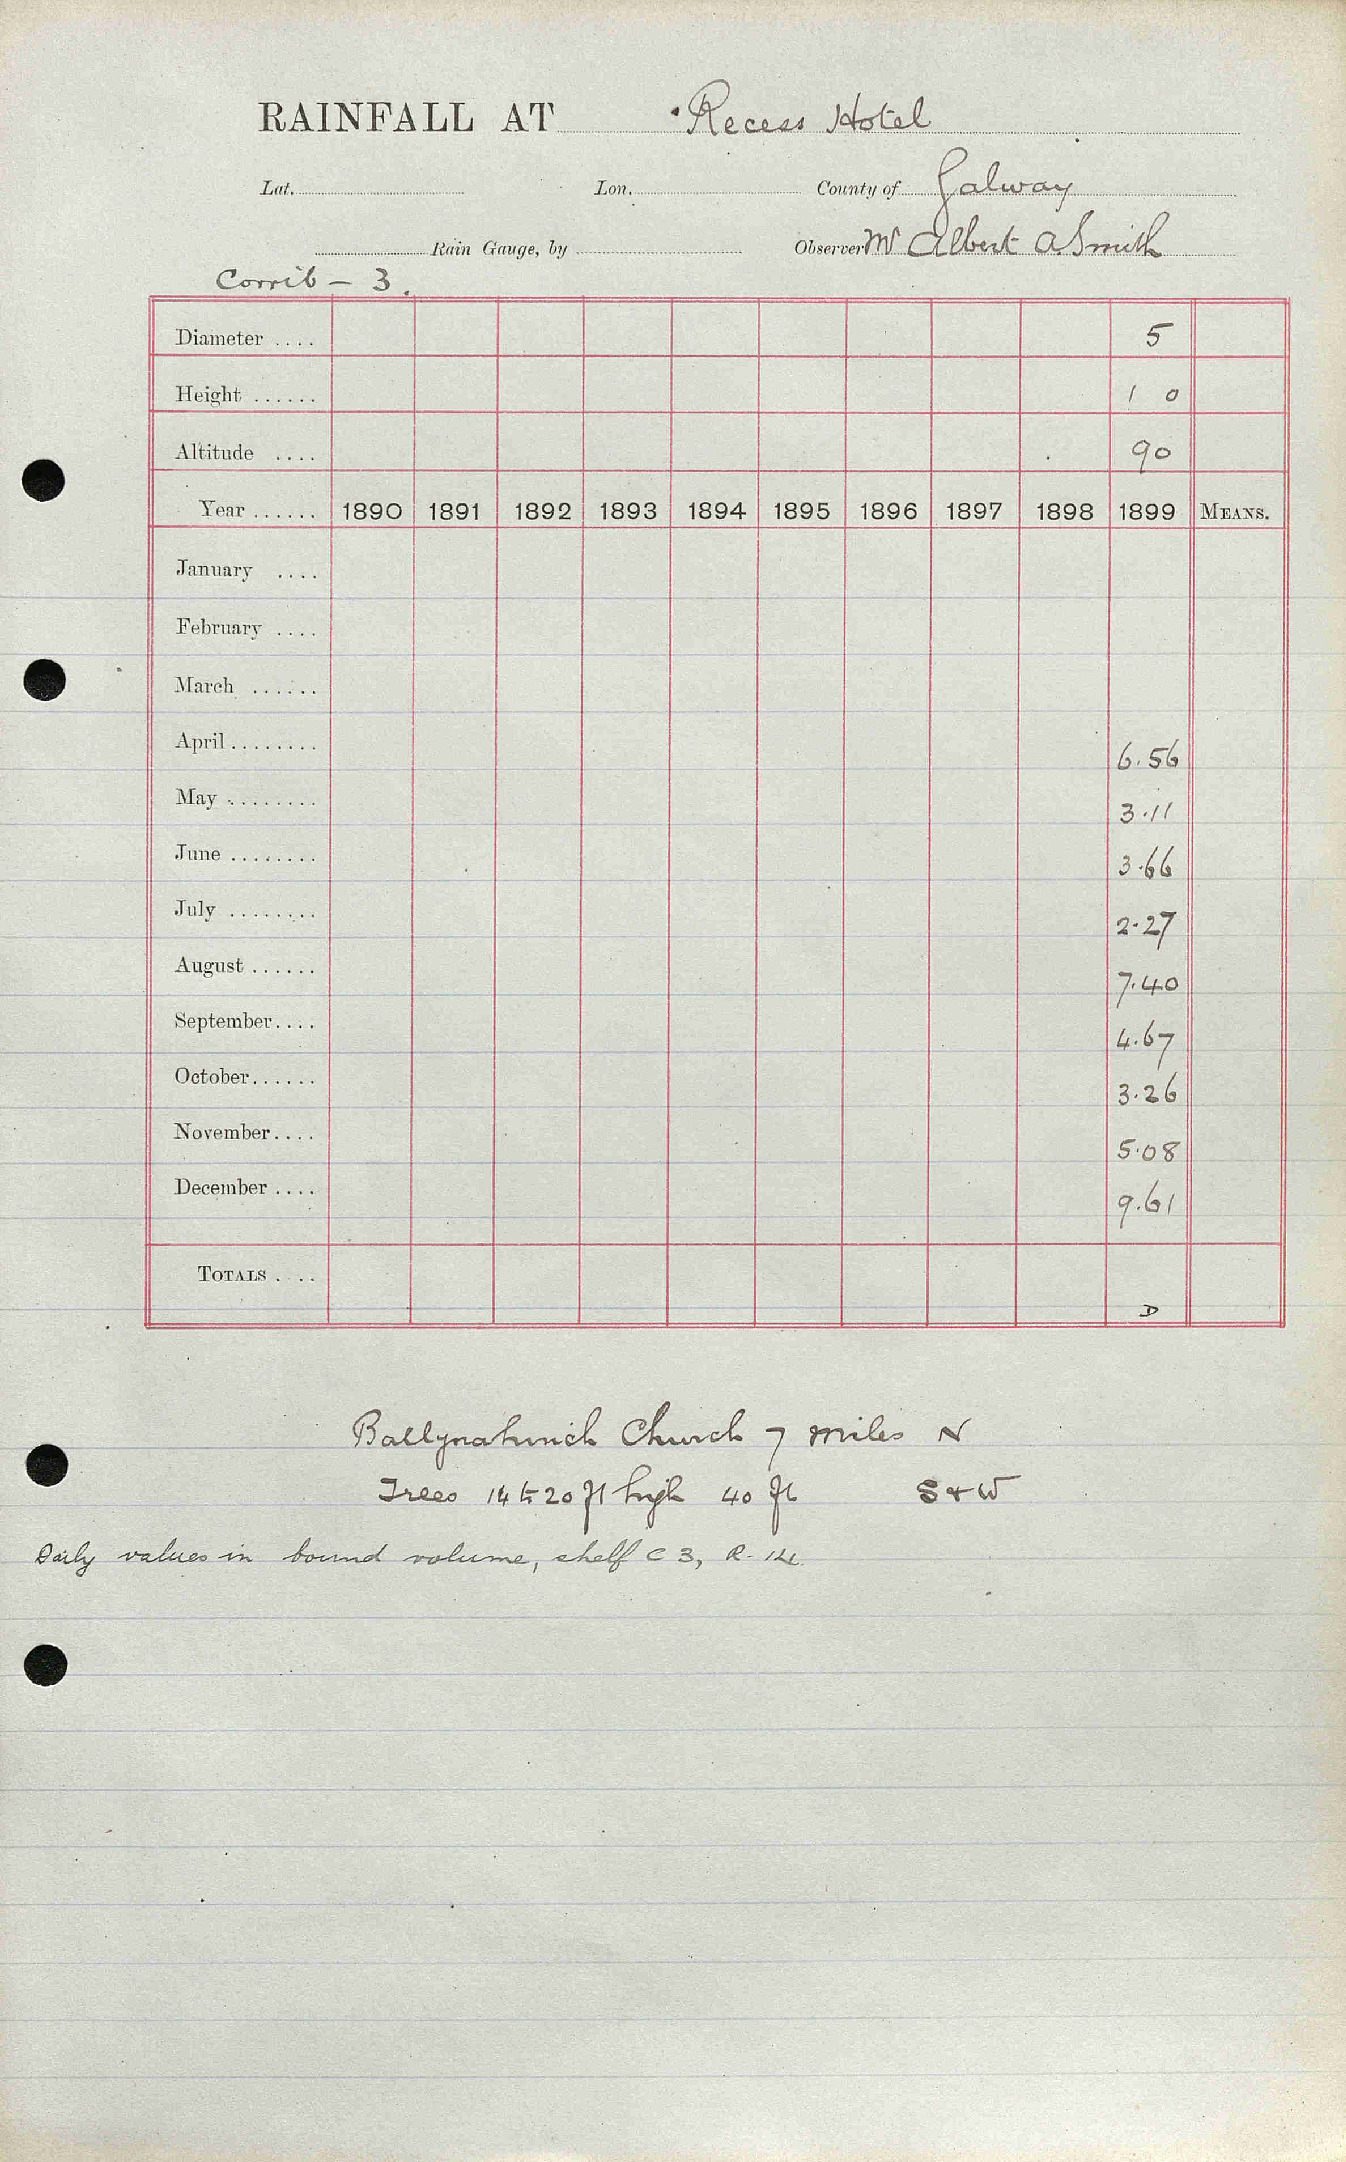 RAINFALL AT Recess Hotel
Lat. Lon. County of Galway
Rain Gauge, by Observer Mr Albert A. Smith
Corrib - 3.
Diameter .... 5
Height ...... 1 0
Altitude .... 90
Year ...... 1890 1891 1892 1893 1894 1895 1896 1897 1898 1899 MEANS.
January ....
February ....
March ......
April ........ 6.56
May ........ 3.11
June ........ 3.66
July ........ 2.27
August ...... 7.40
September.... 4.67
October...... 3.26
November.... 5.08
December .... 9.61
TOTALS ....
D
Ballynahinch Church 7 miles N
Trees 14 to 20 ft high 40 ft S & W
Daily values in bound volume, shelf C 3, R-14